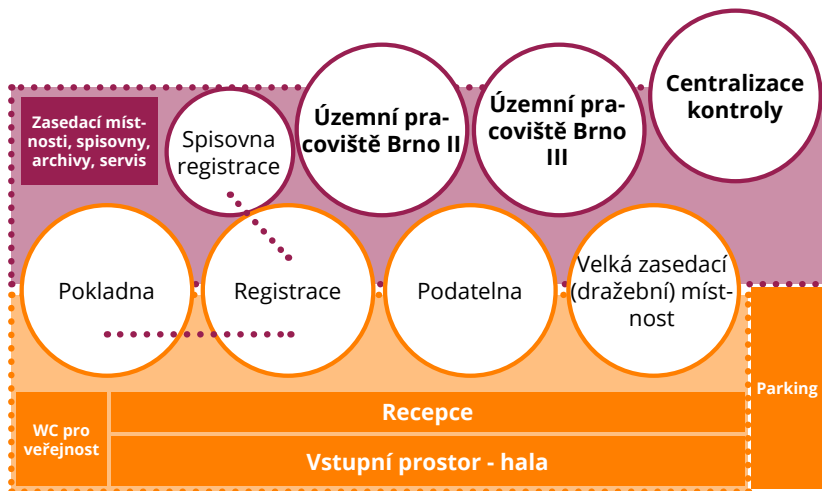 Zasedací míst-
nosti, spisovny,
archivy, servis
Spisovna
registrace
Územní pra-
coviště Brno II
Územní pra-
coviště Brno
III
Centralizace
kontroly
Pokladna
Registrace
Podatelna
Velká zasedací
(dražební) míst-
nost
Parking
WC pro
veřejnost
Recepce
Vstupní prostor - hala